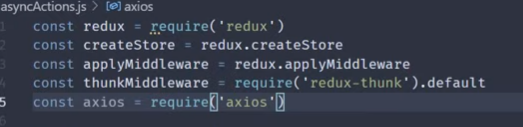 asyncActions.js > axios
1 const redux = require('redux')
2 const createStore = redux.createStore
3 const applyMiddleware = redux.applyMiddleware
4 const thunkMiddleware = require('redux-thunk').default
5 const axios = require('axios')